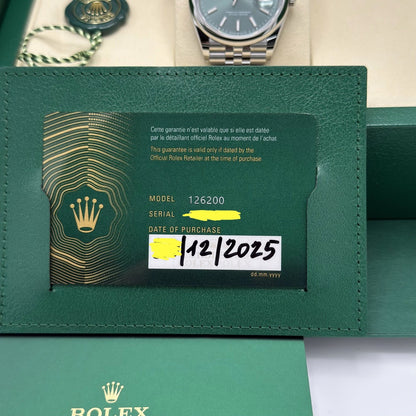 Cette garantie n'est valable que si elle est datée
par le détaillant officiel Rolex au moment de l'achat
This guarantee is valid only if dated by the
Official Rolex Retailer at the time of purchase
MODEL 126200
SERIAL
DATE OF PURCHASE
/12/2025
dd.mm.yyyy
ROLEX